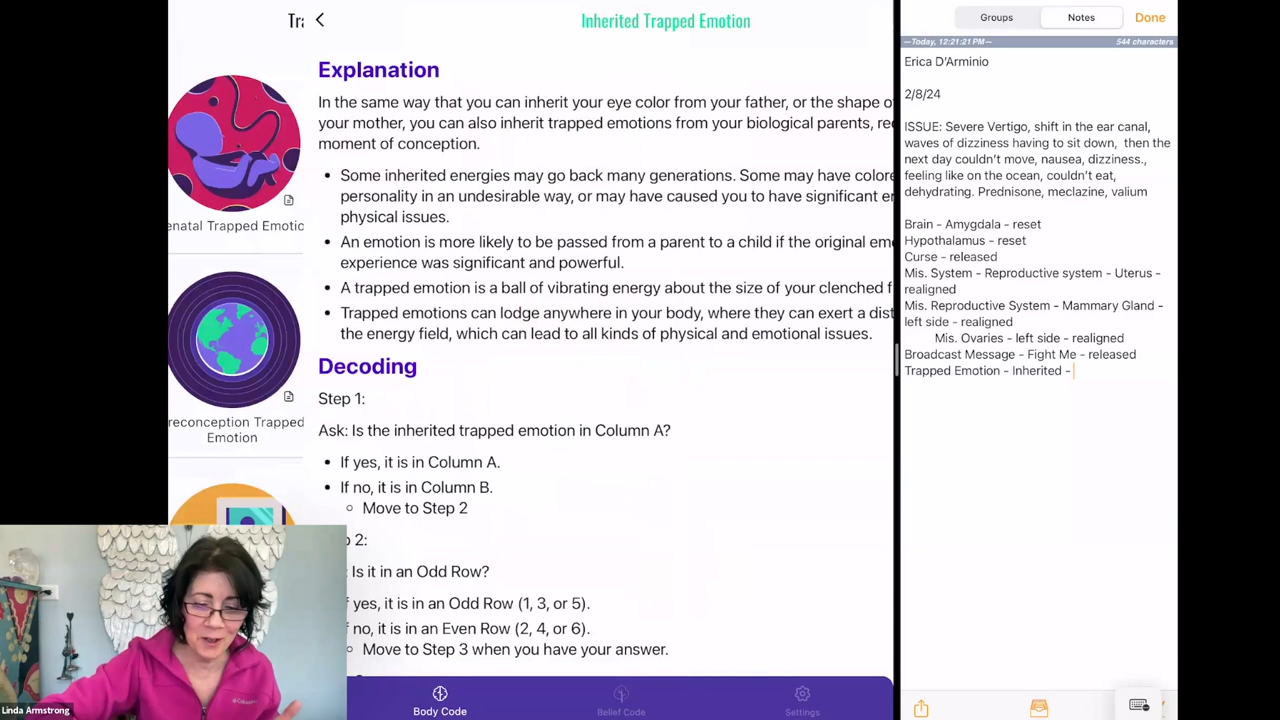 Tra
Inherited Trapped Emotion
Explanation
In the same way that you can inherit your eye color from your father, or the shape o
your mother, you can also inherit trapped emotions from your biological parents, re
moment of conception.
• Some inherited energies may go back many generations. Some may have colore
personality in an undesirable way, or may have caused you to have significant e
physical issues.
• An emotion is more likely to be passed from a parent to a child if the original emo
experience was significant and powerful.
• A trapped emotion is a ball of vibrating energy about the size of your clenched f
• Trapped emotions can lodge anywhere in your body, where they can exert a dist
the energy field, which can lead to all kinds of physical and emotional issues.
Decoding
Step 1:
Ask: Is the inherited trapped emotion in Column A?
• If yes, it is in Column A.
• If no, it is in Column B.
○ Move to Step 2
p 2:
: Is it in an Odd Row?
f yes, it is in an Odd Row (1, 3, or 5).
f no, it is in an Even Row (2, 4, or 6).
Move to Step 3 when you have your answer.
enatal Trapped Emotio
reconception Trapped
Emotion
Body Code
Belief Code
Settings
Linda Armstrong
Columbia
Groups
Notes
Done
—Today, 12:21:21 PM—
544 characters
Erica D'Arminio
2/8/24
ISSUE: Severe Vertigo, shift in the ear canal,
waves of dizziness having to sit down, then the
next day couldn't move, nausea, dizziness.,
feeling like on the ocean, couldn't eat,
dehydrating. Prednisone, meclazine, valium
Brain - Amygdala - reset
Hypothalamus - reset
Curse - released
Mis. System - Reproductive system - Uterus -
realigned
Mis. Reproductive System - Mammary Gland -
left side - realigned
Mis. Ovaries - left side - realigned
Broadcast Message - Fight Me - released
Trapped Emotion - Inherited -